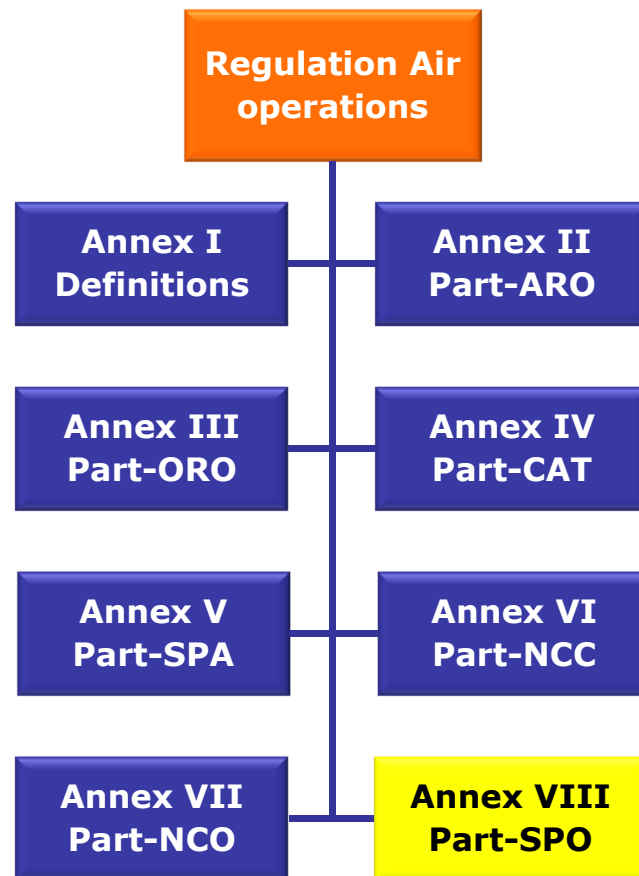 Regulation Air
operations
Annex I
Definitions
Annex II
Part-ARO
Annex III
Part-ORO
Annex IV
Part-CAT
Annex V
Part-SPA
Annex VI
Part-NCC
Annex VII
Part-NCO
Annex VIII
Part-SPO